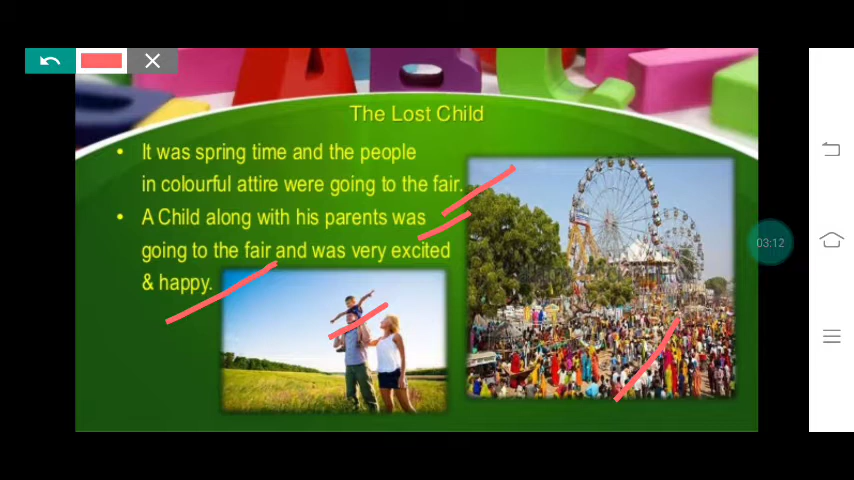 The Lost Child
• It was spring time and the people
in colourful attire were going to the fair.
• A Child along with his parents was
going to the fair and was very excited
& happy.
03:12